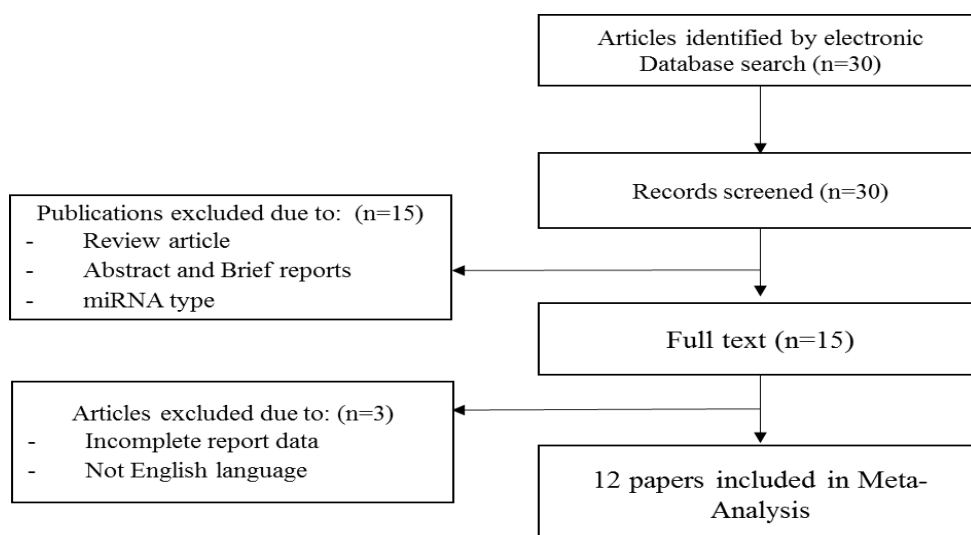 Articles identified by electronic
Database search (n=30)
Records screened (n=30)
Publications excluded due to: (n=15)
- Review article
- Abstract and Brief reports
- miRNA type
Full text (n=15)
Articles excluded due to: (n=3)
- Incomplete report data
- Not English language
12 papers included in Meta-
Analysis